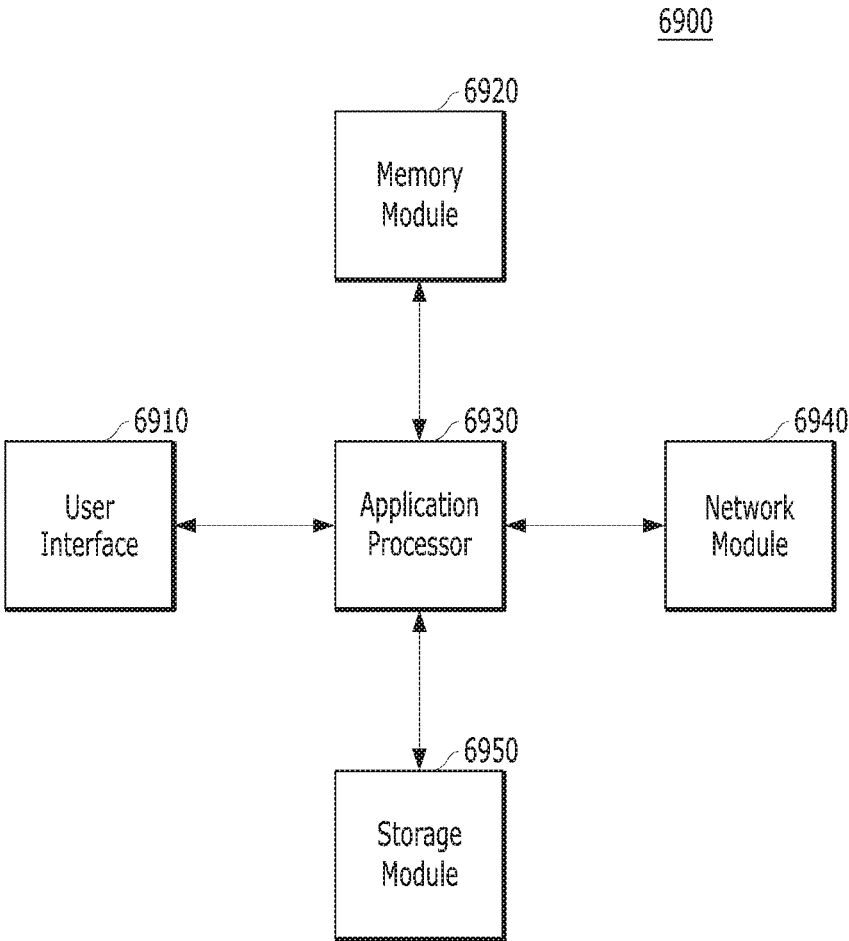 6900
6920
Memory
Module
6910
User
Interface
6930
Application
Processor
6940
Network
Module
6950
Storage
Module